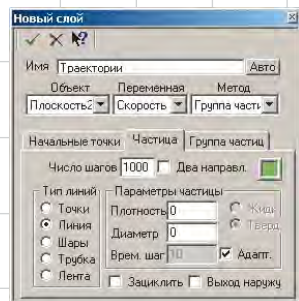 Новый слой
Имя Траектории Авто
Объект Переменная Метод
Плоскость2 Скорость Группа части
Начальные точки Частица Группа частиц
Число шагов 1000 Два направл.
Тип линий Параметры частицы
Точки Плотность 0 Жидк.
Линия Диаметр 0 Тверд.
Шары Врем. шаг 10 Адапт.
Трубка
Лента Зациклить Выход наружу